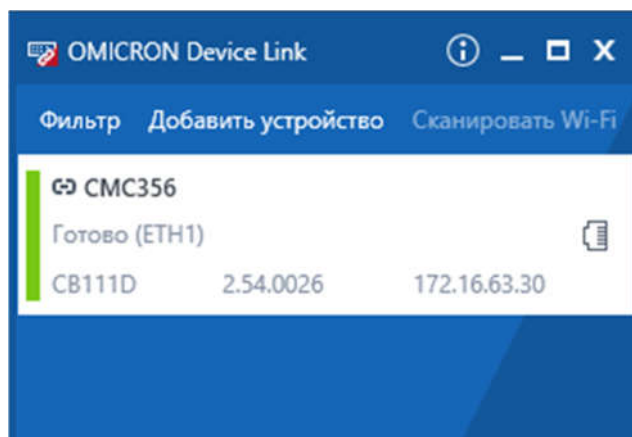 OMICRON Device Link
Фильтр Добавить устройство Сканировать Wi-Fi
CMC356
Готово (ETH1)
CB111D 2.54.0026 172.16.63.30